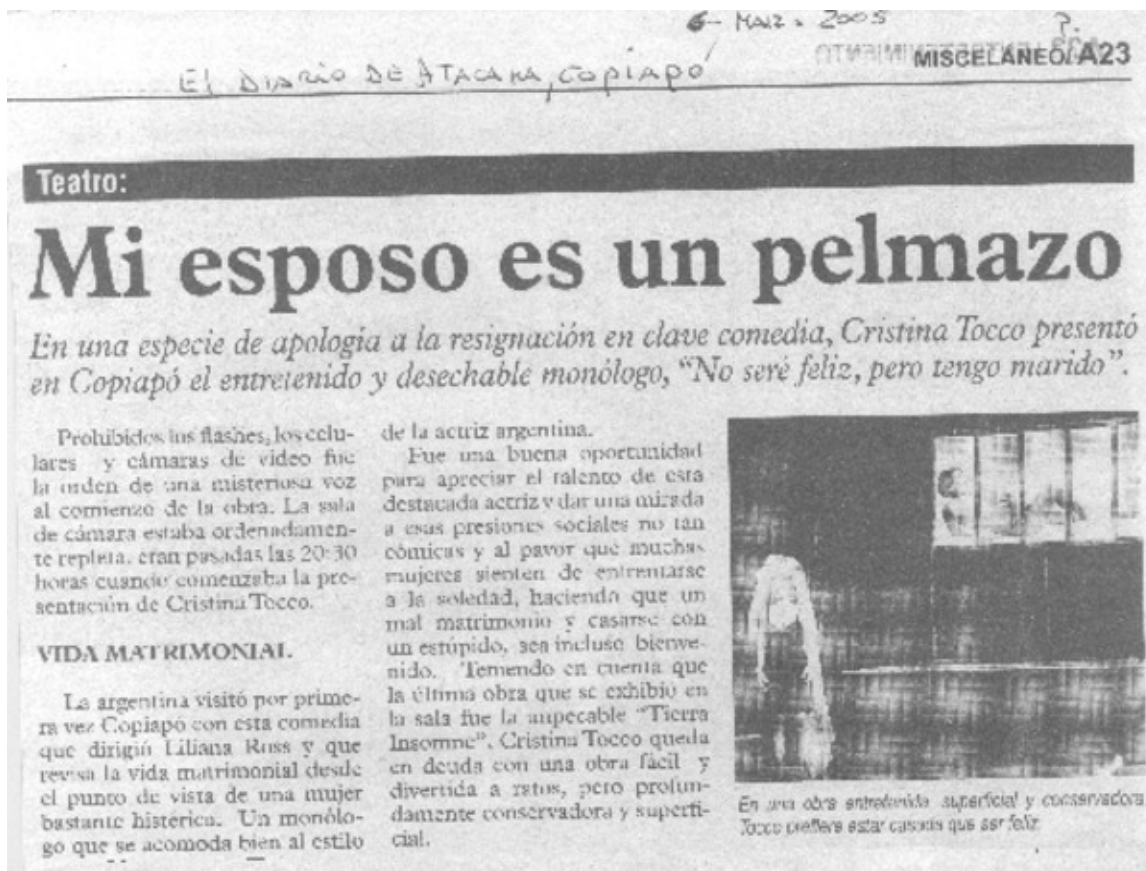 6- MARZ. 2005 P.
MISCELANEO/A23
El DIARIO DE ATACAMA, COPIAPÓ
Teatro:
Mi esposo es un pelmazo
En una especie de apología a la resignación en clave comedia, Cristina Tocco presentó
en Copiapó el entretenido y desechable monólogo, “No seré feliz, pero tengo marido”.
Prohibidos los flashes, los celu-
lares y cámaras de video fue
la orden de una misteriosa voz
al comienzo de la obra. La sala
de cámara estaba ordenadamen-
te repleta, eran pasadas las 20:30
horas cuando comenzaba la pre-
sentación de Cristina Tocco.
VIDA MATRIMONIAL
La argentina visitó por prime-
ra vez Copiapó con esta comedia
que dirigió Liliana Ross y que
revisa la vida matrimonial desde
el punto de vista de una mujer
bastante histérica. Un monólo-
go que se acomoda bien al estilo
de la actriz argentina.
Fue una buena oportunidad
para apreciar el talento de esta
destacada actriz y dar una mirada
a esas presiones sociales no tan
cómicas y al pavor que muchas
mujeres sienten de enfrentarse
a la soledad, haciendo que un
mal matrimonio y casarse con
un estúpido, sea incluso bienve-
nido. Temendo en cuenta que
la última obra que se exhibió en
la sala fue la impecable “Tierra
Insomne”. Cristina Tocco queda
en deuda con una obra fácil y
divertida a ratos, pero profun-
damente conservadora y superfi-
cial.
En una obra entretenida, superficial y conservadora
Tocco prefiere estar casada que ser feliz.